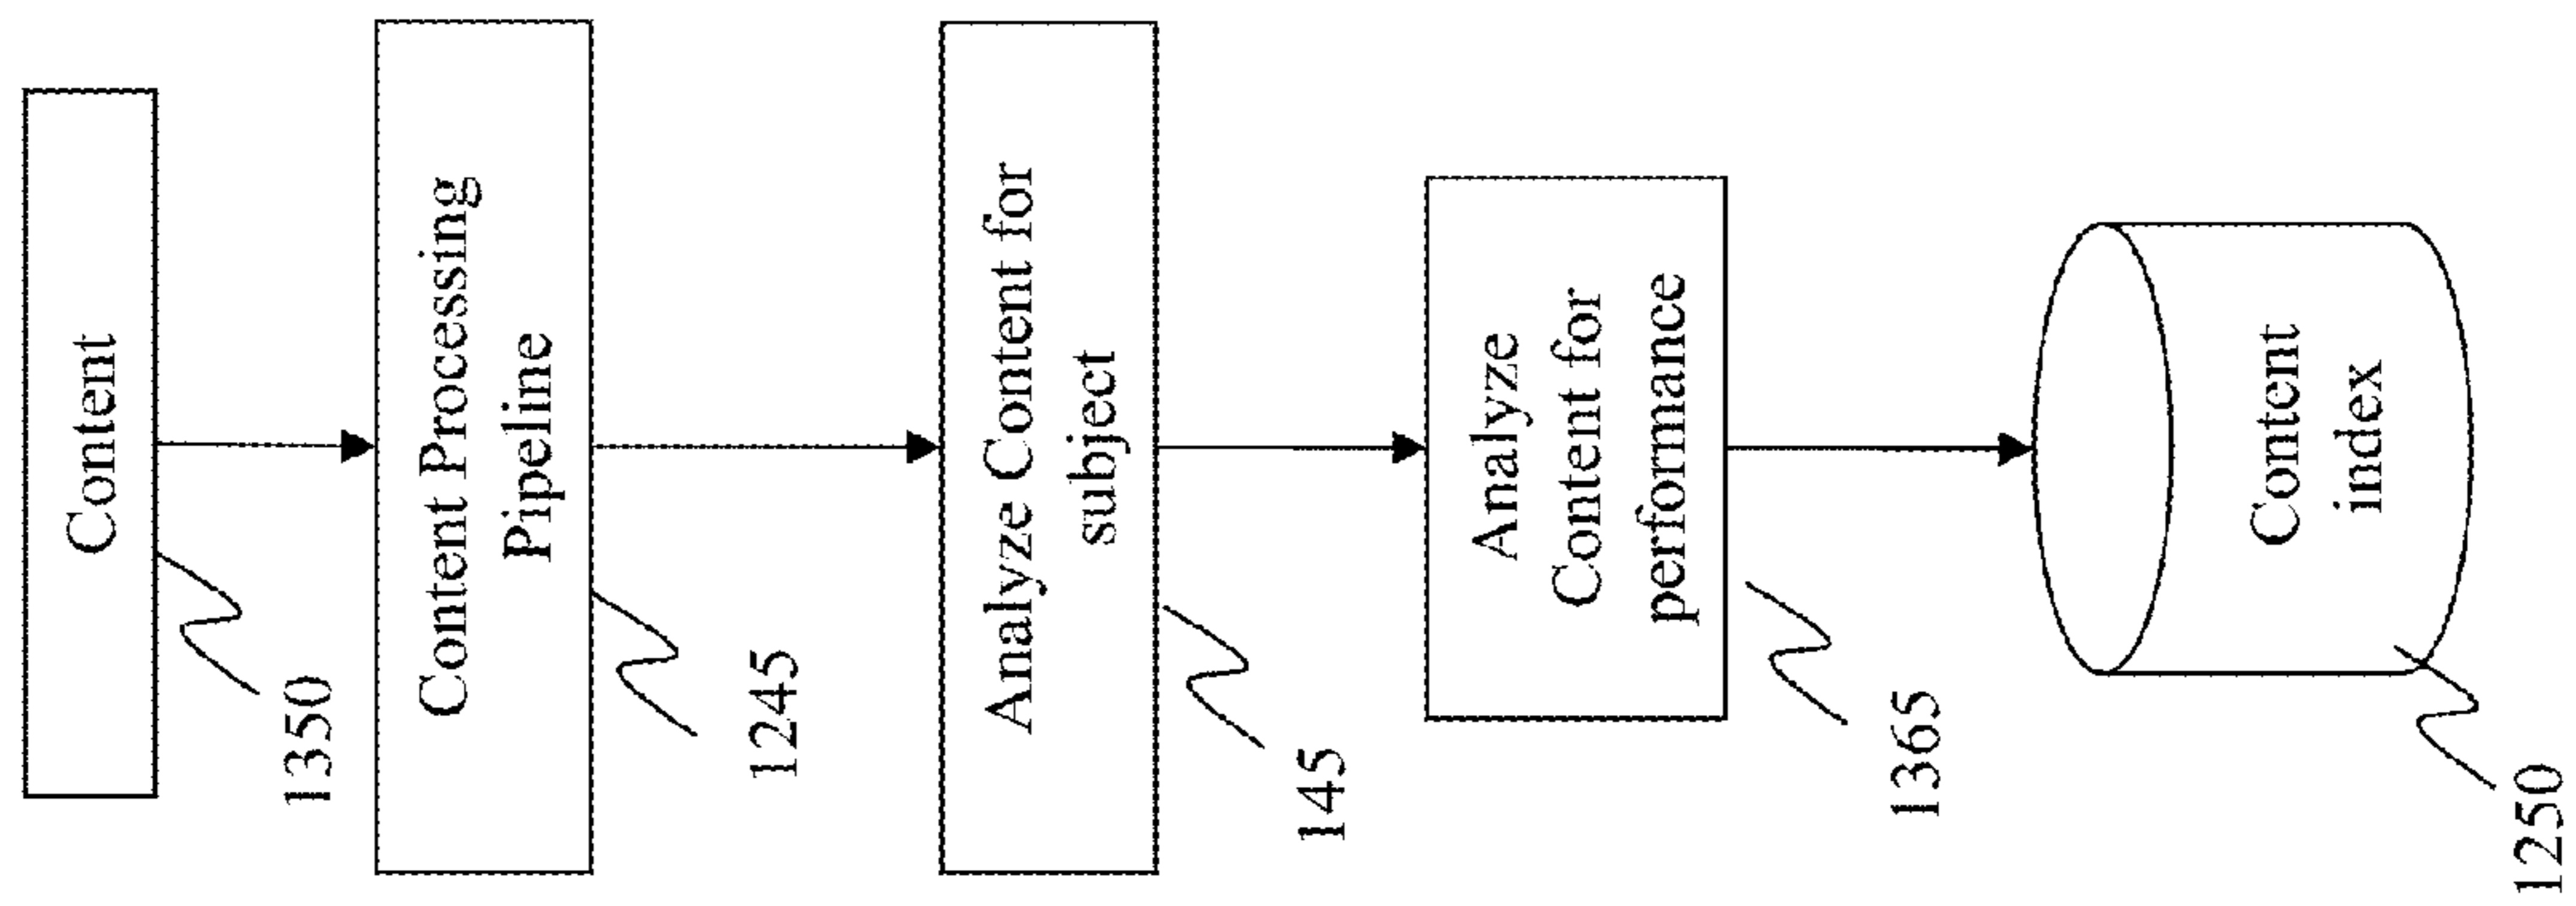 Content
1350
Content Processing
Pipeline
1245
Analyze Content for
subject
145
Analyze
Content for
performance
1365
Content
index
1250